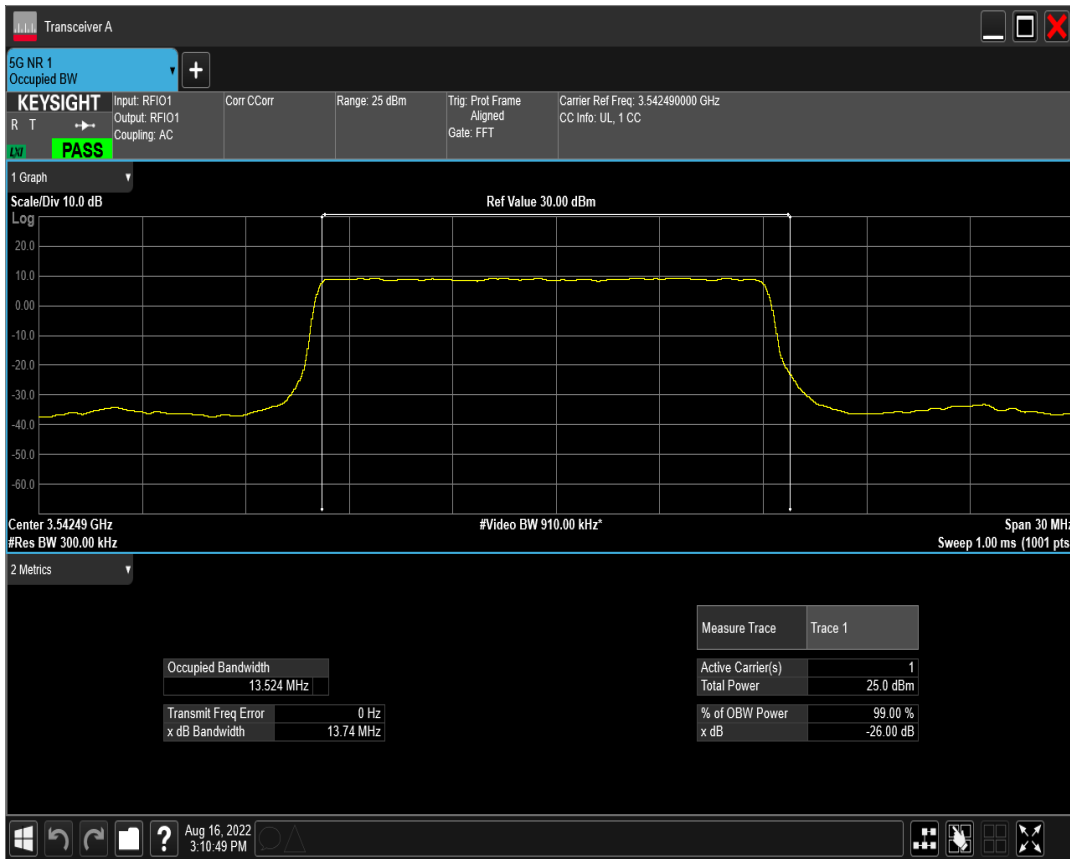 Transceiver A
5G NR 1
Occupied BW
+
KEYSIGHT
R T
LXI
PASS
Input: RFIO1
Output: RFIO1
Coupling: AC
Corr CCorr
Range: 25 dBm
Trig: Prot Frame
Aligned
Gate: FFT
Carrier Ref Freq: 3.542490000 GHz
CC Info: UL, 1 CC
1 Graph
Scale/Div 10.0 dB
Ref Value 30.00 dBm
Log
20.0
10.0
0.00
-10.0
-20.0
-30.0
-40.0
-50.0
-60.0
Center 3.54249 GHz
#Video BW 910.00 kHz*
Span 30 MHz
#Res BW 300.00 kHz
Sweep 1.00 ms (1001 pts
2 Metrics
Measure Trace Trace 1
Occupied Bandwidth
13.524 MHz
Active Carrier(s) 1
Total Power 25.0 dBm
Transmit Freq Error 0 Hz
x dB Bandwidth 13.74 MHz
% of OBW Power 99.00 %
x dB -26.00 dB
?
Aug 16, 2022
3:10:49 PM